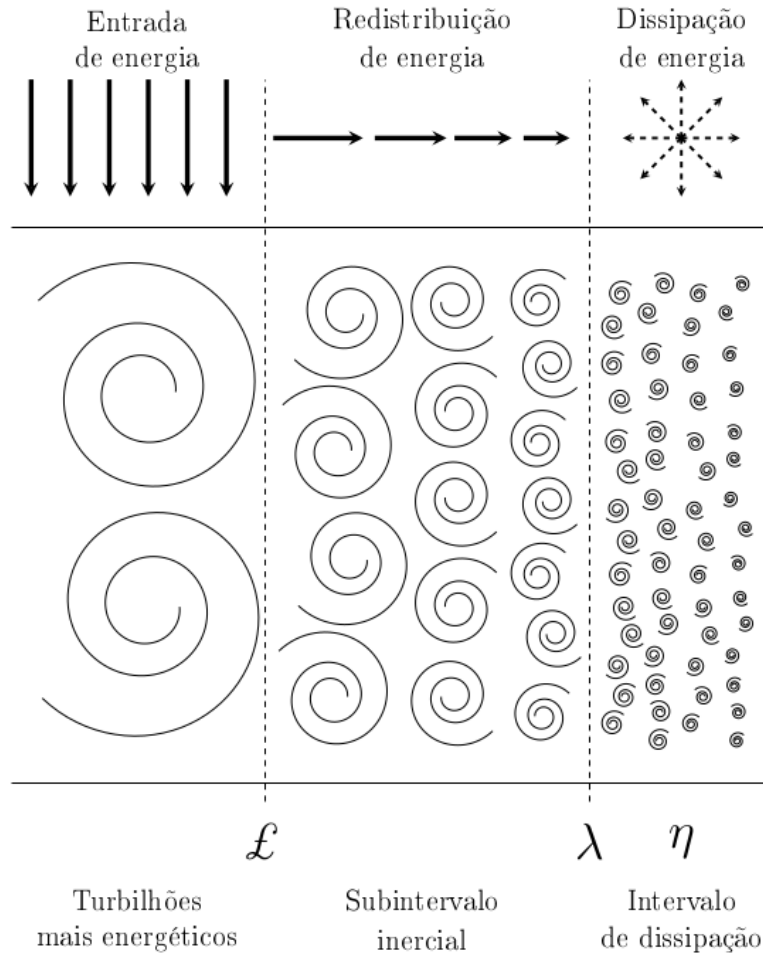 Entrada
de energia
Redistribuição
de energia
Dissipação
de energia
£
λ
η
Turbilhões
mais energéticos
Subintervalo
inercial
Intervalo
de dissipação